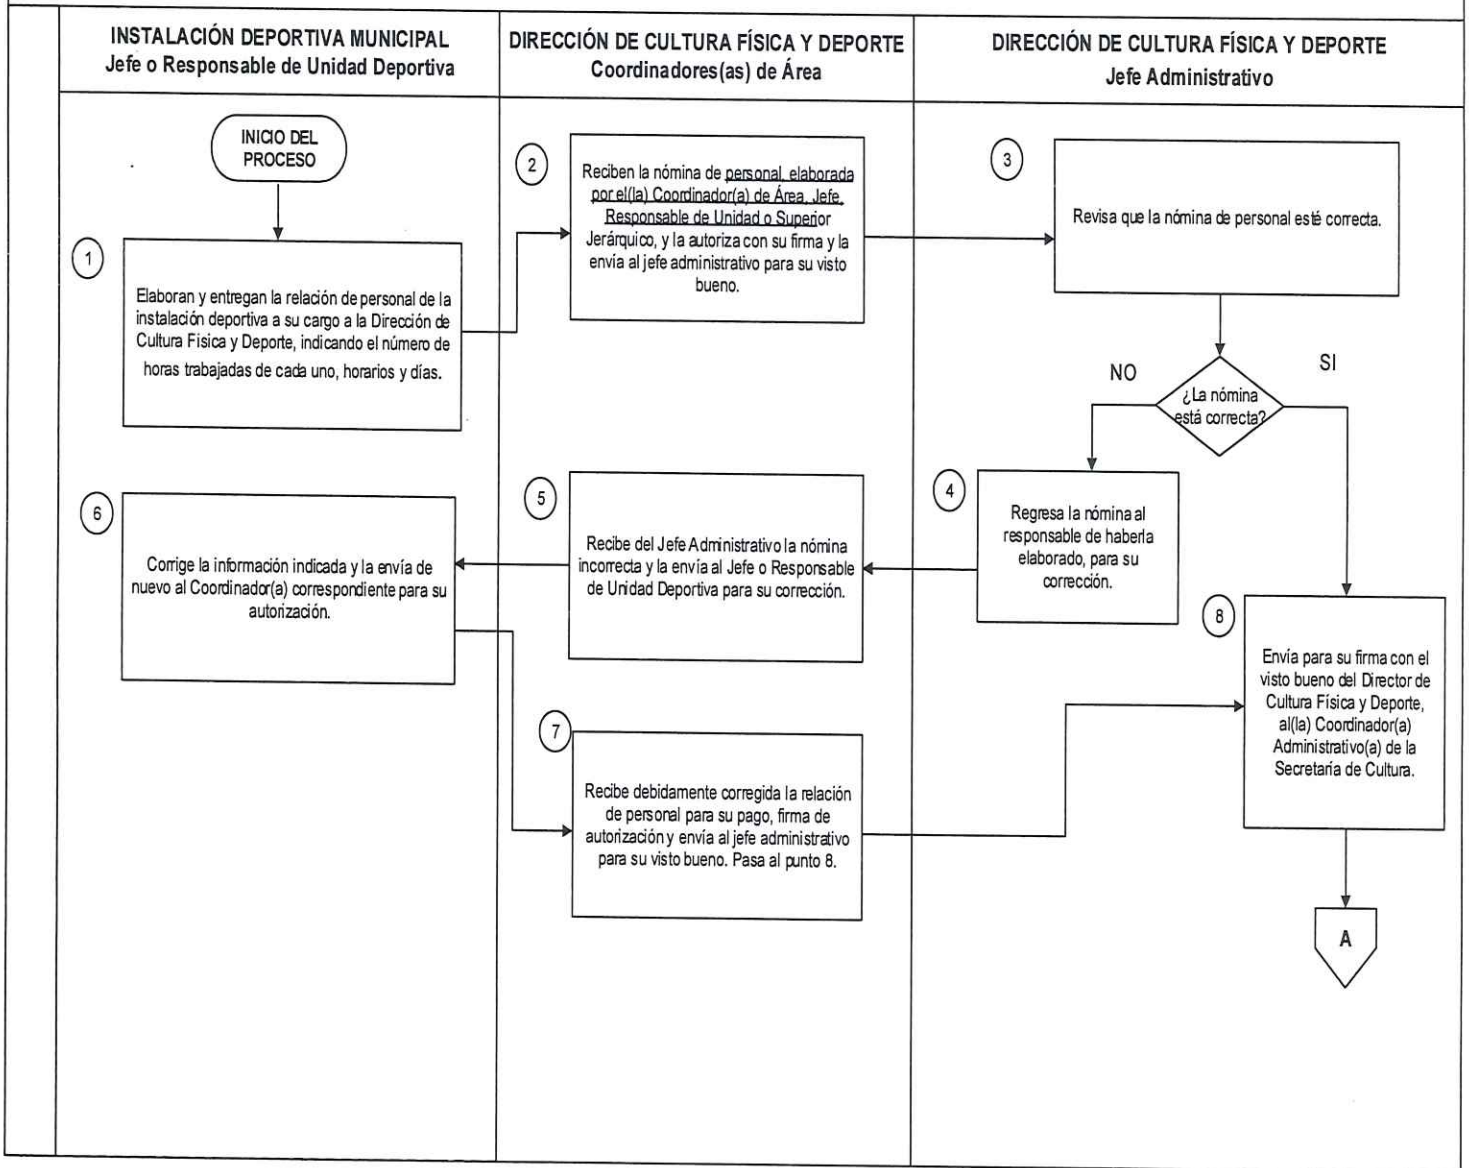 INSTALACIÓN DEPORTIVA MUNICIPAL
Jefe o Responsable de Unidad Deportiva
DIRECCIÓN DE CULTURA FÍSICA Y DEPORTE
Coordinadores(as) de Área
DIRECCIÓN DE CULTURA FÍSICA Y DEPORTE
Jefe Administrativo
INICIO DEL
PROCESO
1
Elaboran y entregan la relación de personal de la
instalación deportiva a su cargo a la Dirección de
Cultura Física y Deporte, indicando el número de
horas trabajadas de cada uno, horarios y días.
2
Reciben la nómina de personal, elaborada
por el(la) Coordinador(a) de Área, Jefe,
Responsable de Unidad o Superior
Jerárquico, y la autoriza con su firma y la
envía al jefe administrativo para su visto
bueno.
3
Revisa que la nómina de personal esté correcta.
¿La nómina
está correcta?
NO
SI
4
Regresa la nómina al
responsable de haberla
elaborado, para su
corrección.
5
Recibe del Jefe Administrativo la nómina
incorrecta y la envía al Jefe o Responsable
de Unidad Deportiva para su corrección.
6
Corrige la información indicada y la envía de
nuevo al Coordinador(a) correspondiente para su
autorización.
7
Recibe debidamente corregida la relación
de personal para su pago, firma de
autorización y envía al jefe administrativo
para su visto bueno. Pasa al punto 8.
8
Envía para su firma con el
visto bueno del Director de
Cultura Física y Deporte,
al(la) Coordinador(a)
Administrativo(a) de la
Secretaría de Cultura.
A